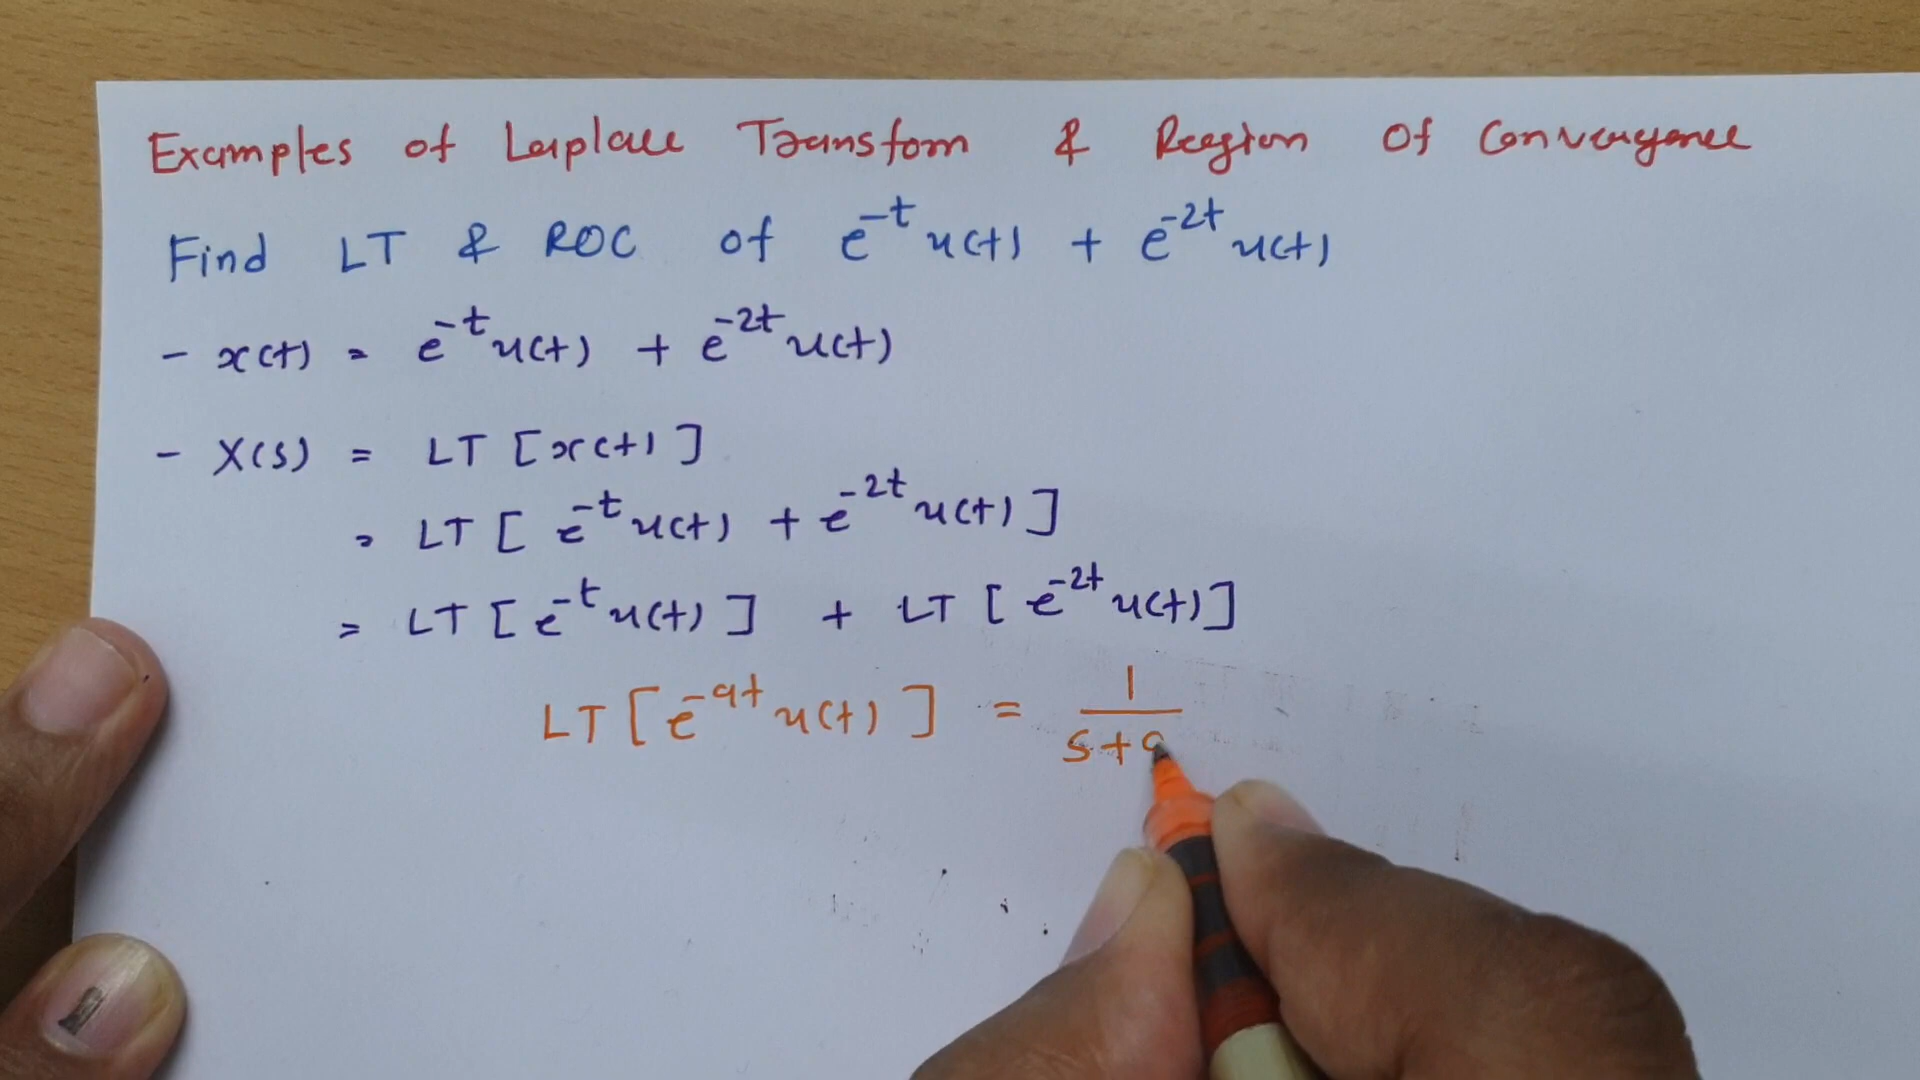 Examples of Laplace Transform & Region Of Convergence
Find LT & ROC of e^-t u(t) + e^-2t u(t)
- x(t) = e^-t u(t) + e^-2t u(t)
- X(s) = LT [x(t)]
= LT [ e^-t u(t) + e^-2t u(t) ]
= LT [ e^-t u(t) ] + LT [ e^-2t u(t) ]
LT [ e^-at u(t) ] = 1/s+a